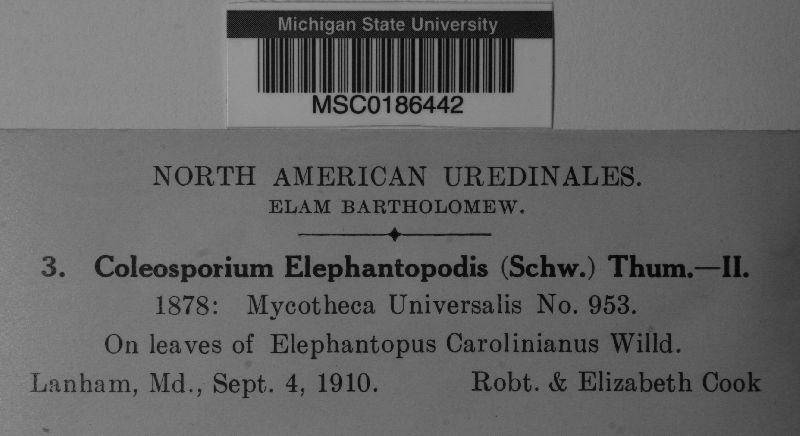 Michigan State University
MSC0186442
NORTH AMERICAN UREDINALES.
ELAM BARTHOLOMEW.
3. Coleosporium Elephantopodis (Schw.) Thum.—II.
1878: Mycotheca Universalis No. 953.
On leaves of Elephantopus Carolinianus Willd.
Lanham, Md., Sept. 4, 1910. Robt. & Elizabeth Cook